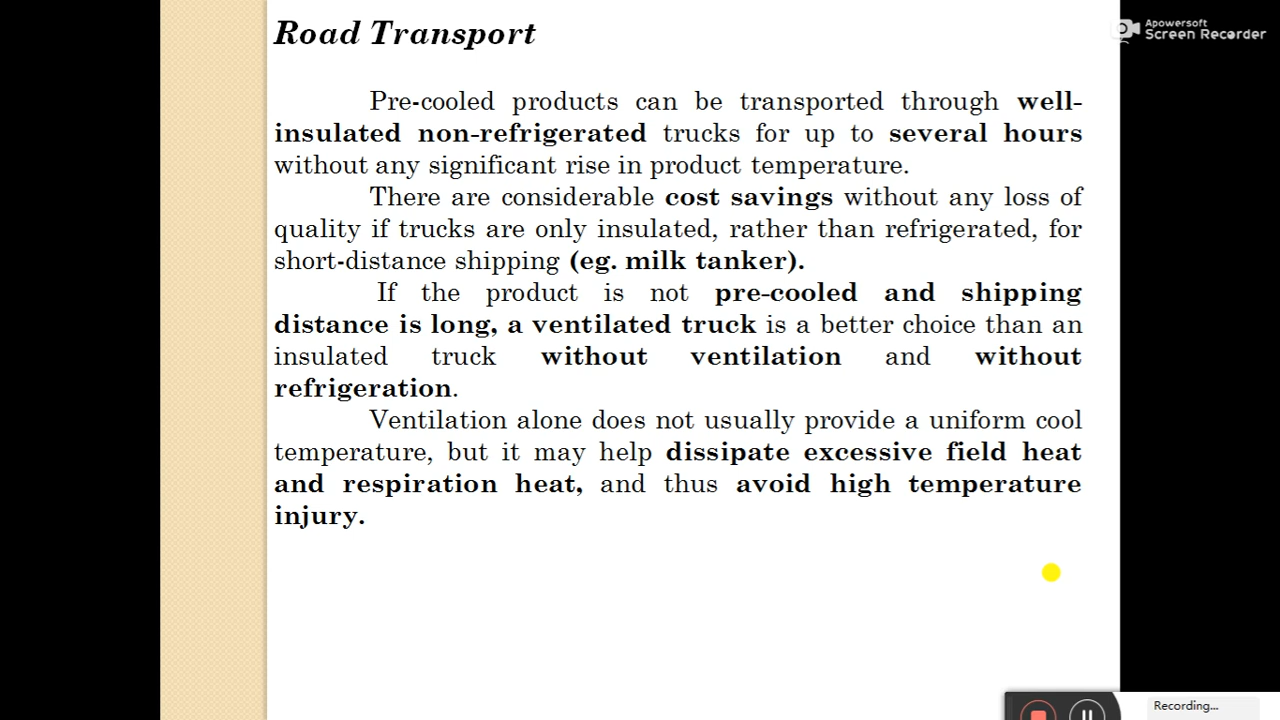 Road Transport
Apowersoft
Screen Recorder
Pre-cooled products can be transported through well-
insulated non-refrigerated trucks for up to several hours
without any significant rise in product temperature.
There are considerable cost savings without any loss of
quality if trucks are only insulated, rather than refrigerated, for
short-distance shipping (eg. milk tanker).
If the product is not pre-cooled and shipping
distance is long, a ventilated truck is a better choice than an
insulated truck without ventilation and without
refrigeration.
Ventilation alone does not usually provide a uniform cool
temperature, but it may help dissipate excessive field heat
and respiration heat, and thus avoid high temperature
injury.
Recording...